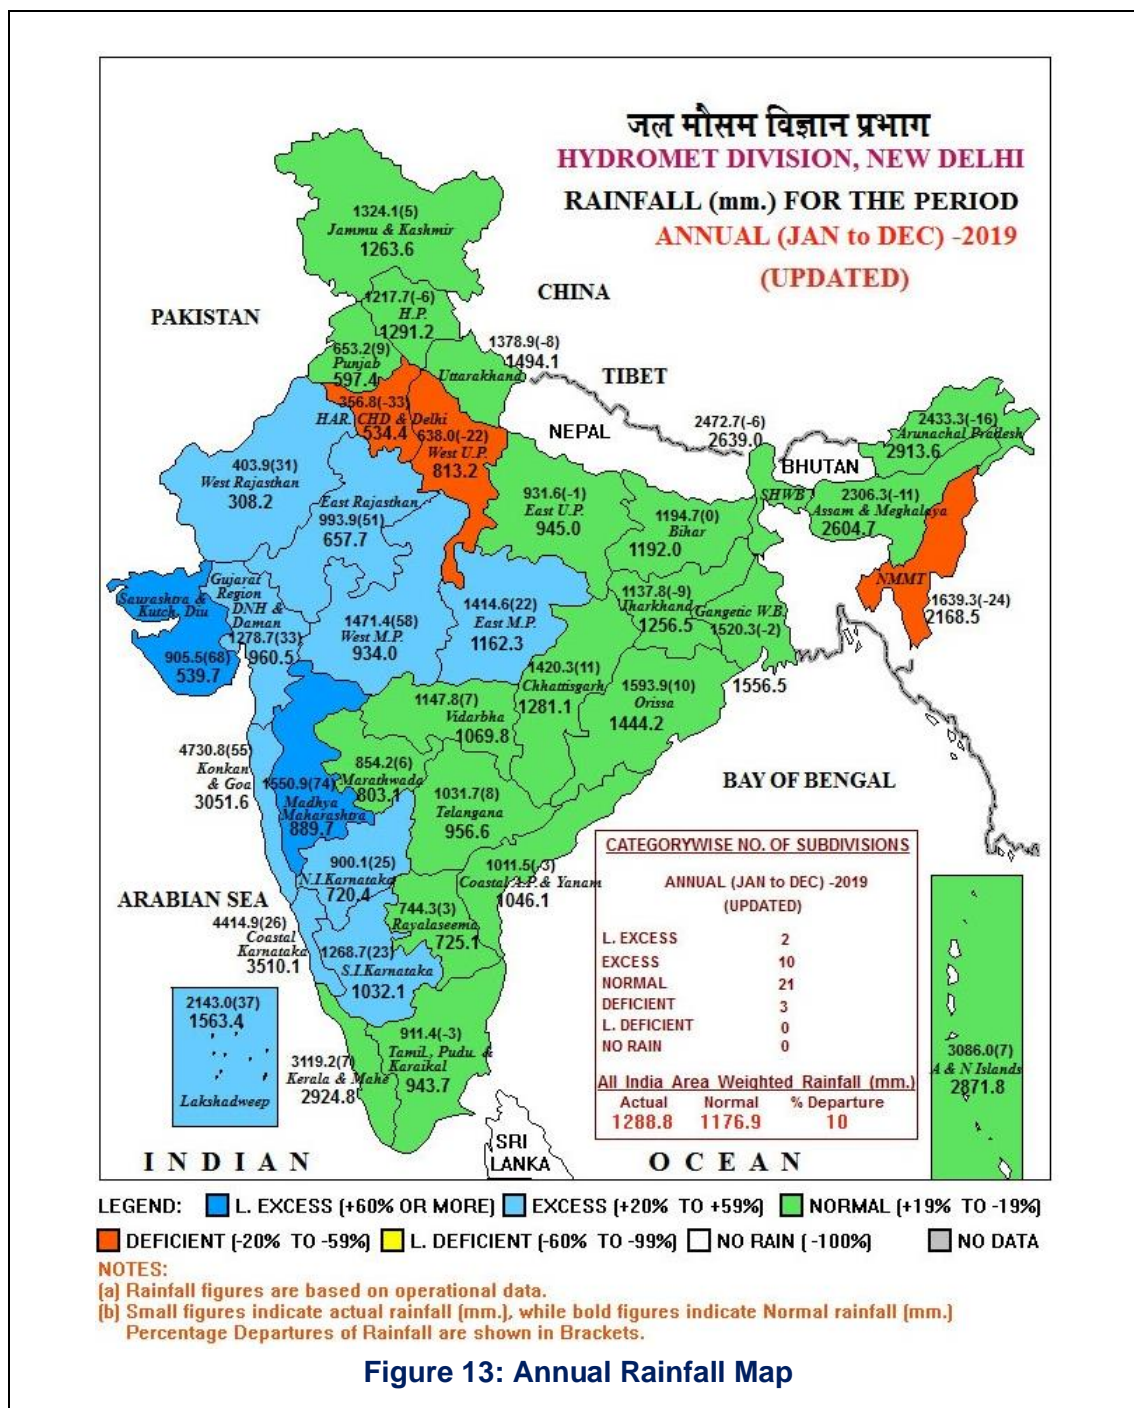 जल मौसम विज्ञान प्रभाग
HYDROMET DIVISION, NEW DELHI
RAINFALL (mm.) FOR THE PERIOD
ANNUAL (JAN to DEC) -2019
(UPDATED)
1324.1(5)
Jammu & Kashmir
1263.6
CHINA
PAKISTAN
1217.7(-6)
H.P.
1291.2
653.2(9)
Punjab
597.4
1378.9(-8)
1494.1
Uttarakhand
TIBET
356.8(-33)
HAR. CHD & Delhi
534.4
638.0(-22)
West U.P.
813.2
NEPAL
2472.7(-6)
2639.0
BHUTAN
SHWB
2433.3(-16)
Arunachal Pradesh
2913.6
403.9(31)
West Rajasthan
308.2
East Rajasthan
993.9(51)
657.7
931.6(-1)
East U.P.
945.0
1194.7(0)
Bihar
1192.0
2306.3(-11)
Assam & Meghalaya
2604.7
NMMT
1639.3(-24)
2168.5
Saurashtra &
Kutch, Diu
905.5(68)
539.7
Gujarat
Region
DNH &
Daman
1278.7(33)
960.5
1471.4(58)
West M.P.
934.0
1414.6(22)
East M.P.
1162.3
1137.8(-9)
Jharkhand
1256.5
Gangetic W.B.
1520.3(-2)
1556.5
1420.3(11)
Chhattisgarh
1281.1
1593.9(10)
Orissa
1444.2
1147.8(7)
Vidarbha
1069.8
4730.8(55)
Konkan
& Goa
3051.6
1550.9(74)
Madhya
Maharashtra
889.7
854.2(6)
Marathwada
803.1
1031.7(8)
Telangana
956.6
BAY OF BENGAL
900.1(25)
N.I.Karnataka
720.4
1011.5(-3)
Coastal A.P.& Yanam
1046.1
ARABIAN SEA
4414.9(26)
Coastal
Karnataka
3510.1
744.3(3)
Rayalaseema
725.1
1268.7(23)
S.I.Karnataka
1032.1
2143.0(37)
1563.4
Lakshadweep
3119.2(7)
Kerala & Mahe
2924.8
911.4(-3)
Tamil, Pudu. &
Karaikal
943.7
3086.0(7)
A & N Islands
2871.8
CATEGORYWISE NO. OF SUBDIVISIONS
ANNUAL (JAN to DEC) -2019
(UPDATED)
L. EXCESS 2
EXCESS 10
NORMAL 21
DEFICIENT 3
L. DEFICIENT 0
NO RAIN 0
All India Area Weighted Rainfall (mm.)
Actual Normal % Departure
1288.8 1176.9 10
SRI
LANKA
INDIAN OCEAN
LEGEND: L. EXCESS (+60% OR MORE) EXCESS (+20% TO +59%) NORMAL (+19% TO -19%)
DEFICIENT (-20% TO -59%) L. DEFICIENT (-60% TO -99%) NO RAIN (-100%) NO DATA
NOTES:
(a) Rainfall figures are based on operational data.
(b) Small figures indicate actual rainfall (mm.), while bold figures indicate Normal rainfall (mm.)
Percentage Departures of Rainfall are shown in Brackets.
Figure 13: Annual Rainfall Map